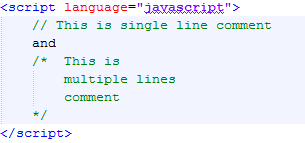 <script language="javascript">
    // This is single line comment
    and
    /*  This is
        multiple lines
        comment
    */
</script>